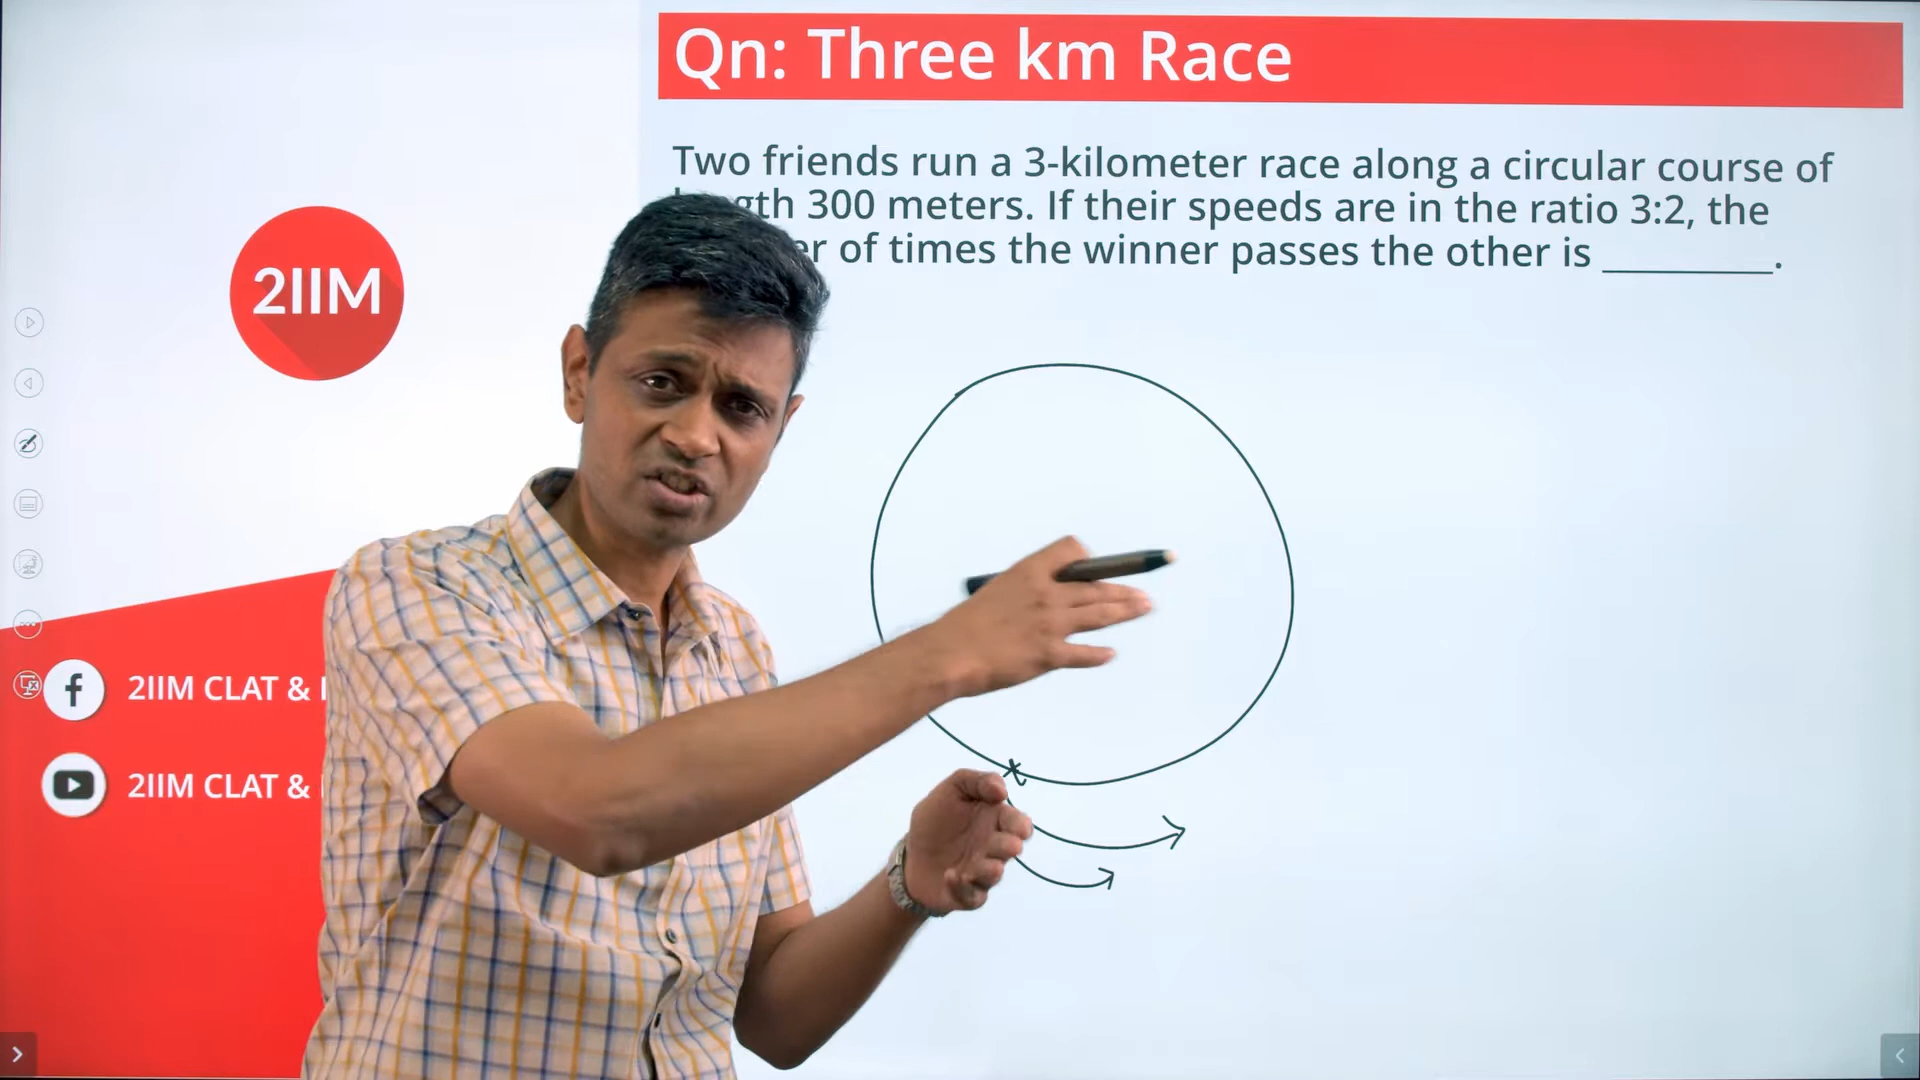 Qn: Three km Race
Two friends run a 3-kilometer race along a circular course of
300 meters. If their speeds are in the ratio 3:2, the
of times the winner passes the other is _________.
2IIM
2IIM CLAT &
2IIM CLAT &